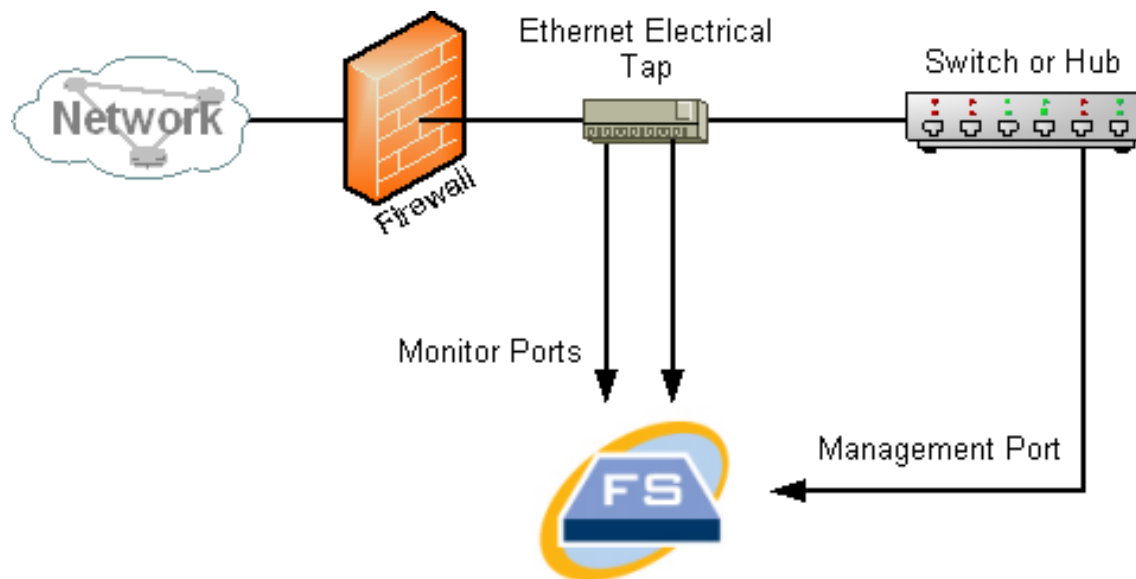 Ethernet Electrical
Tap
Switch or Hub
Network
Firewall
Monitor Ports
Management Port
FS